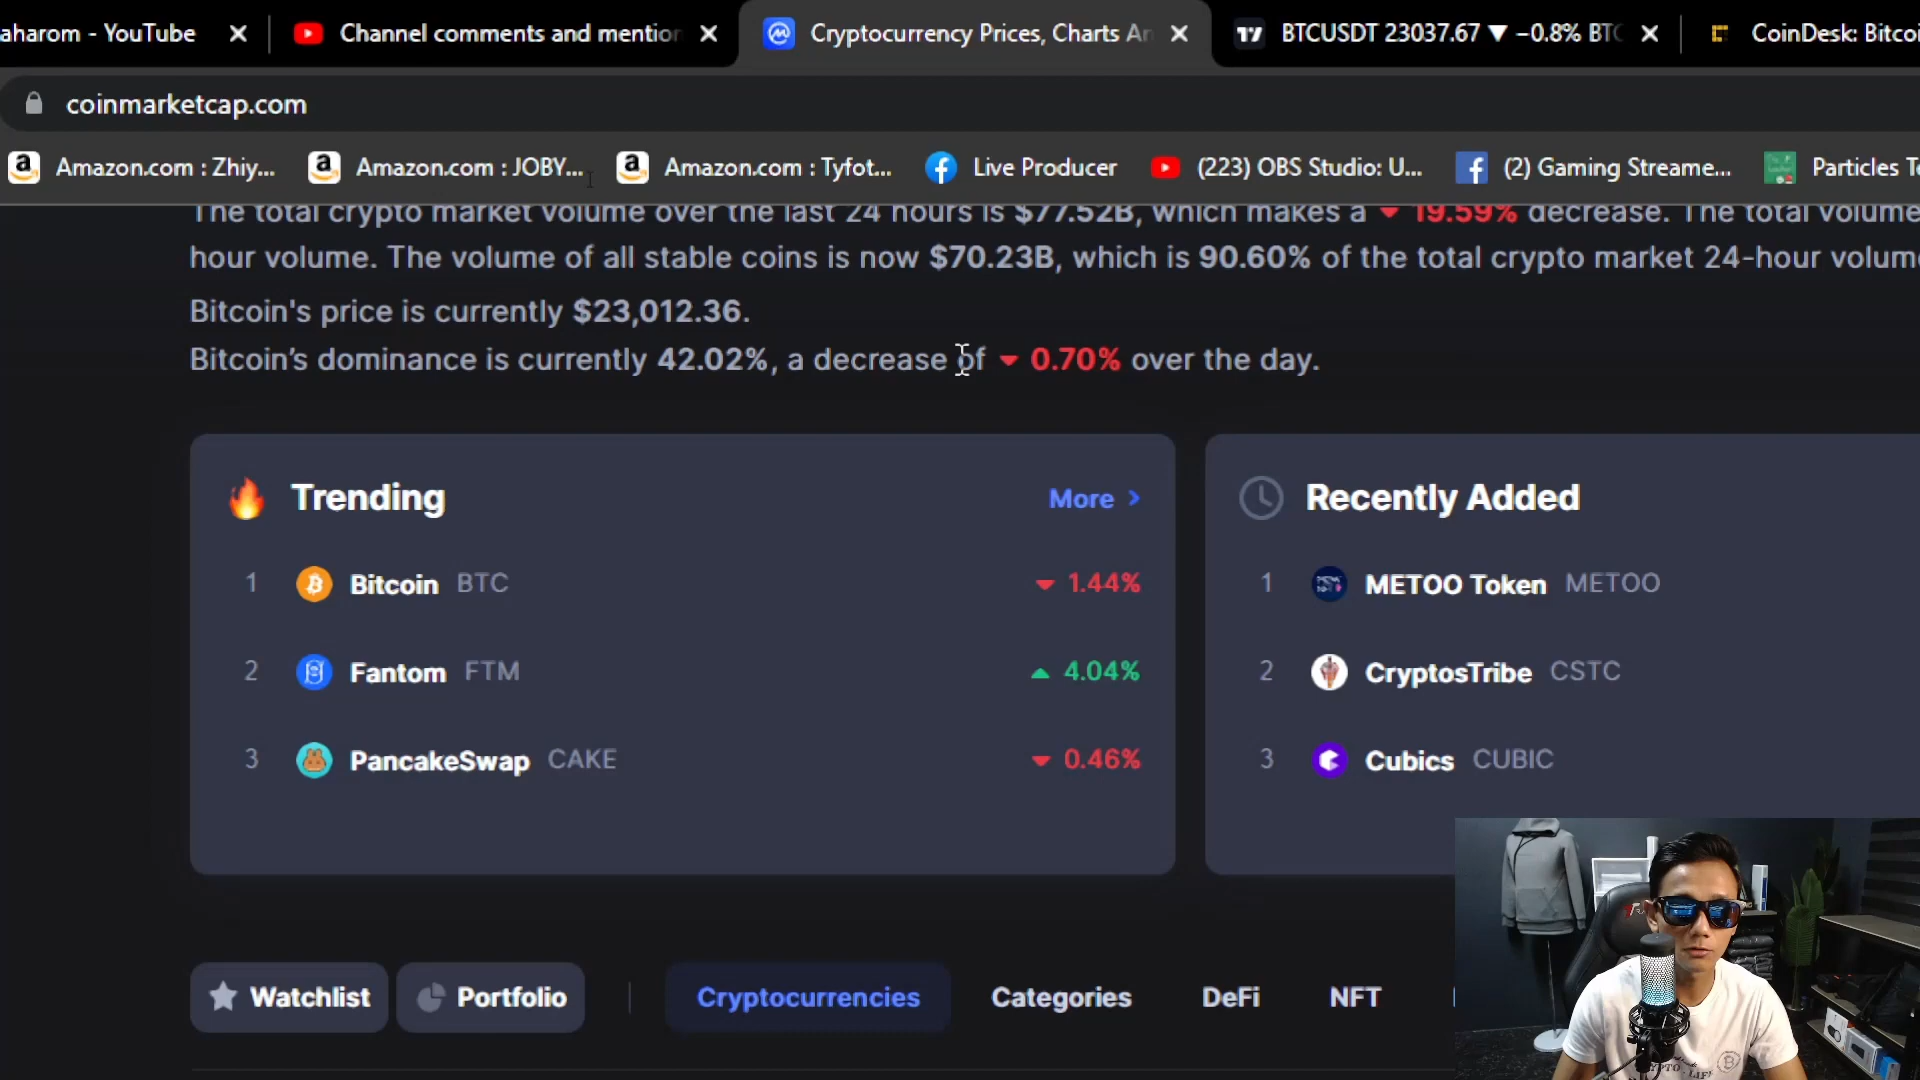 aharom - YouTube
Channel comments and mention
Cryptocurrency Prices, Charts An
BTCUSDT 23037.67 ▼ −0.8% BTC
CoinDesk: Bitcoi
coinmarketcap.com
Amazon.com : Zhiy...
Amazon.com : JOBY...
Amazon.com : Tyfot...
Live Producer
(223) OBS Studio: U...
(2) Gaming Streame...
Particles Te
The total crypto market volume over the last 24 hours is $77.52B, which makes a ▼ 19.59% decrease. The total volume
hour volume. The volume of all stable coins is now $70.23B, which is 90.60% of the total crypto market 24-hour volume
Bitcoin's price is currently $23,012.36.
Bitcoin’s dominance is currently 42.02%, a decrease of ▼ 0.70% over the day.
Trending
More >
1 Bitcoin BTC ▼ 1.44%
2 Fantom FTM ▲ 4.04%
3 PancakeSwap CAKE ▼ 0.46%
Recently Added
1 METOO Token METOO
2 CryptosTribe CSTC
3 Cubics CUBIC
Watchlist
Portfolio
Cryptocurrencies
Categories
DeFi
NFT